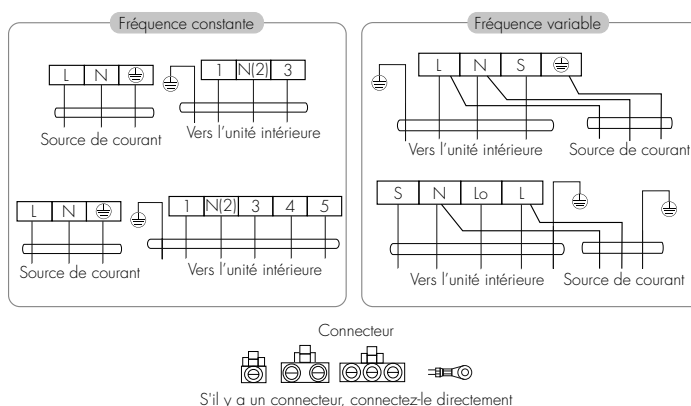 Fréquence constante
L N
1 N(2) 3
Source de courant
Vers l'unité intérieure
L N
1 N(2) 3 4 5
Source de courant
Vers l'unité intérieure
Fréquence variable
L N S
Vers l'unité intérieure
Source de courant
S N Lo L
Vers l'unité intérieure
Source de courant
Connecteur
S'il y a un connecteur, connectez-le directement